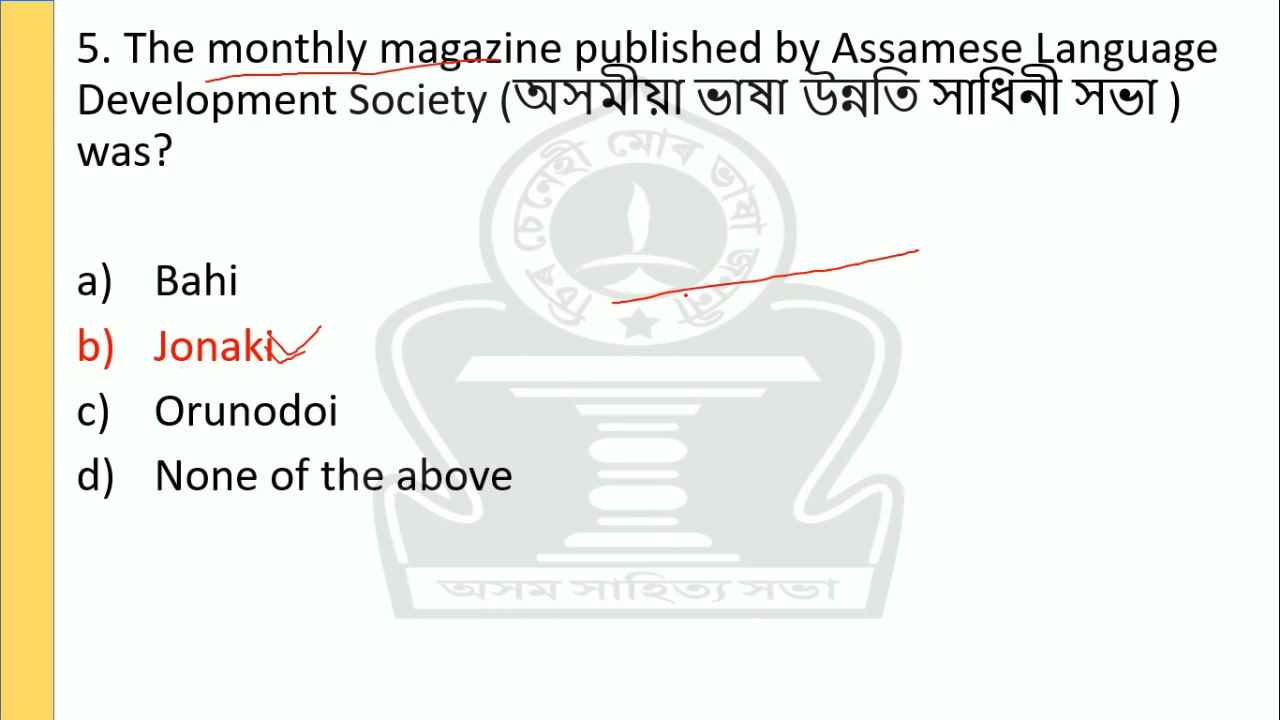 5. The monthly magazine published by Assamese Language
Development Society (অসমীয়া ভাষা উন্নতি সাধিনী সভা )
was?
চিৰ চেনেহী মোৰ ভাষা জননী
a) Bahi
b) Jonaki
c) Orunodoi
d) None of the above
অসম সাহিত্য সভা